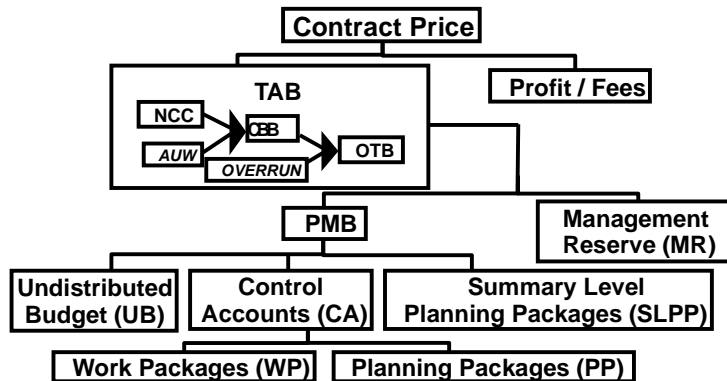 Contract Price
TAB
Profit / Fees
NCC
CBB
AUW
OTB
OVERRUN
PMB
Management
Reserve (MR)
Undistributed
Budget (UB)
Control
Accounts (CA)
Summary Level
Planning Packages (SLPP)
Work Packages (WP)
Planning Packages (PP)